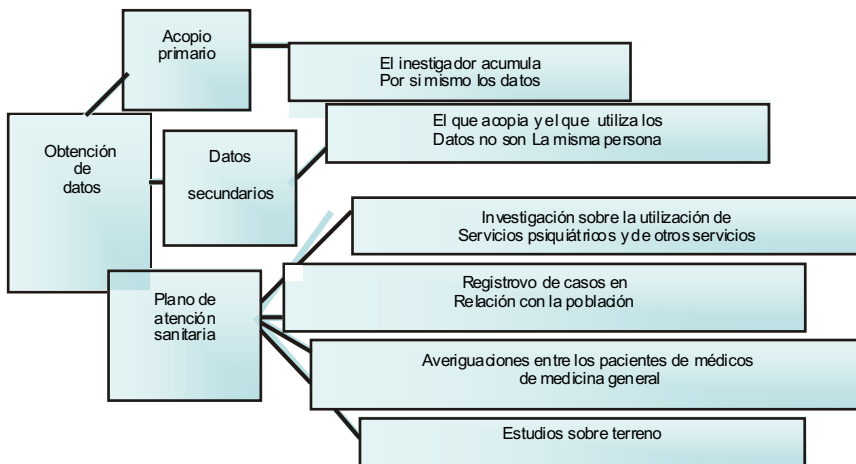 Acopio
primario
El inestigador acumula
Por si mismo los datos
El que acopia y el que utiliza los
Datos no son La misma persona
Obtención
de
datos
Datos
secundarios
Investigación sobre la utilización de
Servicios psiquiátricos y de otros servicios
Plano de
atención
sanitaria
Registrovo de casos en
Relación con la población
Averiguaciones entre los pacientes de médicos
de medicina general
Estudios sobre terreno